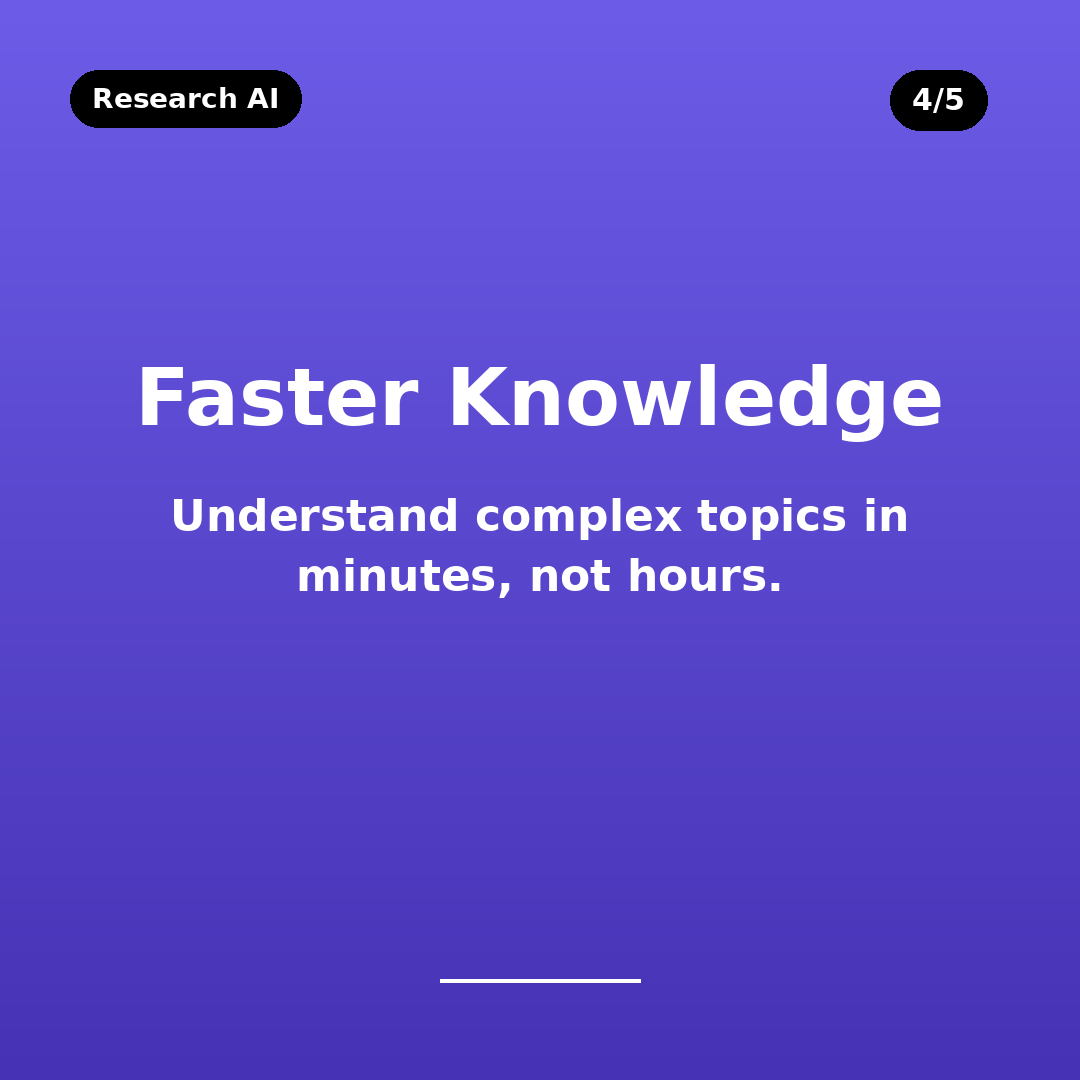 Research AI
4/5
Faster Knowledge
Understand complex topics in
minutes, not hours.